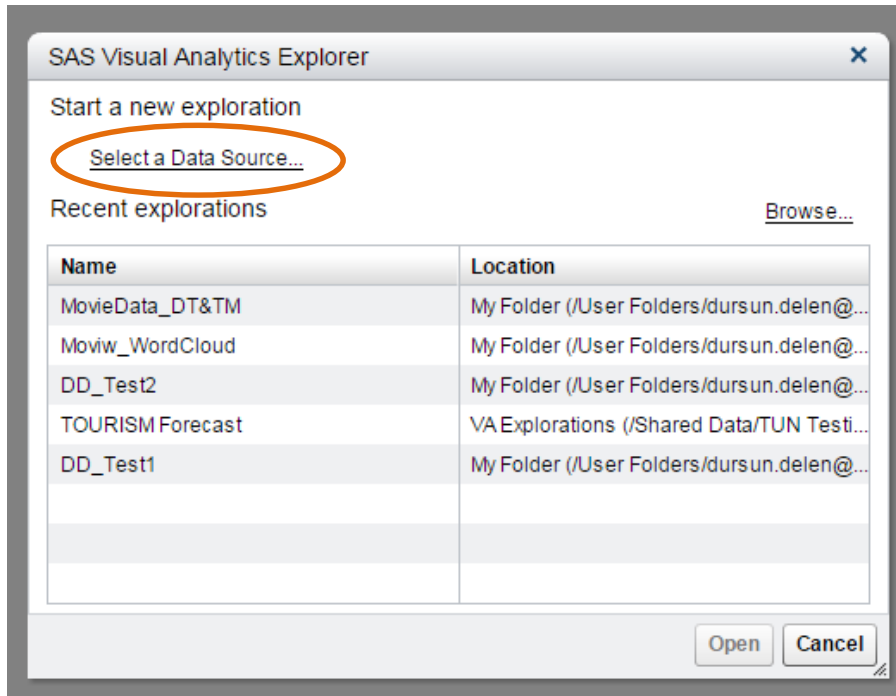 SAS Visual Analytics Explorer ×
Start a new exploration
Select a Data Source...
Recent explorations Browse...
Name Location
MovieData_DT&TM My Folder (/User Folders/dursun.delen@...
Moviw_WordCloud My Folder (/User Folders/dursun.delen@...
DD_Test2 My Folder (/User Folders/dursun.delen@...
TOURISM Forecast VA Explorations (/Shared Data/TUN Testi...
DD_Test1 My Folder (/User Folders/dursun.delen@...
Open Cancel